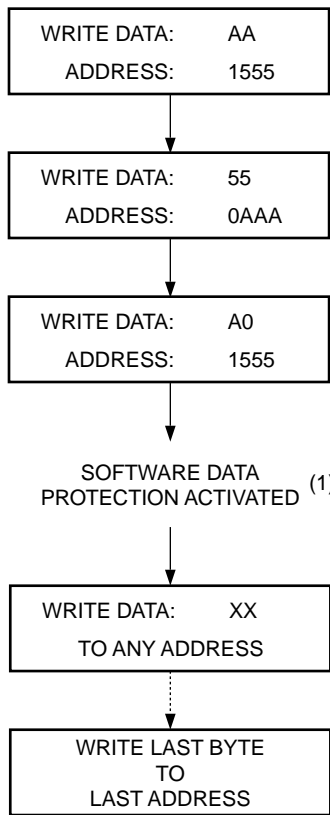 WRITE DATA: AA
ADDRESS: 1555
WRITE DATA: 55
ADDRESS: 0AAA
WRITE DATA: A0
ADDRESS: 1555
SOFTWARE DATA
PROTECTION ACTIVATED (1)
WRITE DATA: XX
TO ANY ADDRESS
WRITE LAST BYTE
TO
LAST ADDRESS